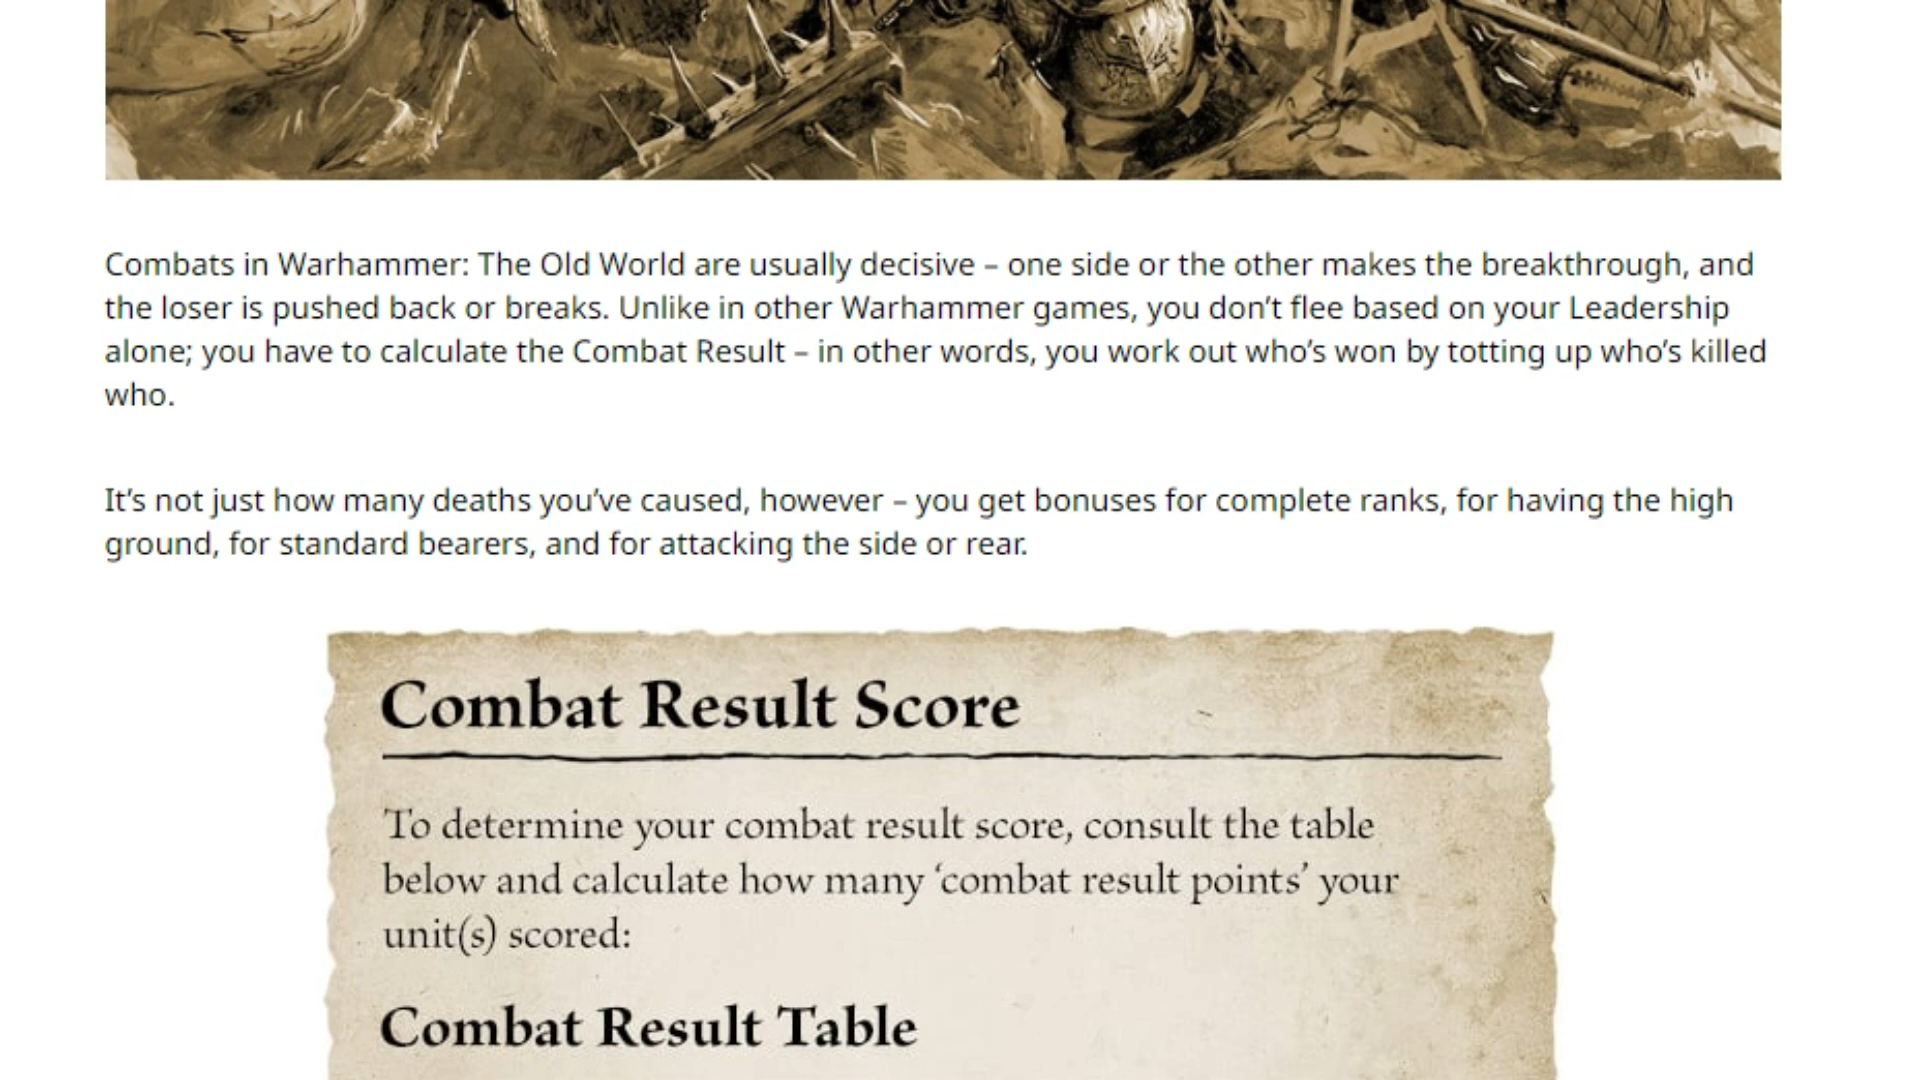 Combats in Warhammer: The Old World are usually decisive – one side or the other makes the breakthrough, and
the loser is pushed back or breaks. Unlike in other Warhammer games, you don’t flee based on your Leadership
alone; you have to calculate the Combat Result – in other words, you work out who’s won by totting up who’s killed
who.
It’s not just how many deaths you’ve caused, however – you get bonuses for complete ranks, for having the high
ground, for standard bearers, and for attacking the side or rear.
Combat Result Score
To determine your combat result score, consult the table
below and calculate how many ‘combat result points’ your
unit(s) scored:
Combat Result Table